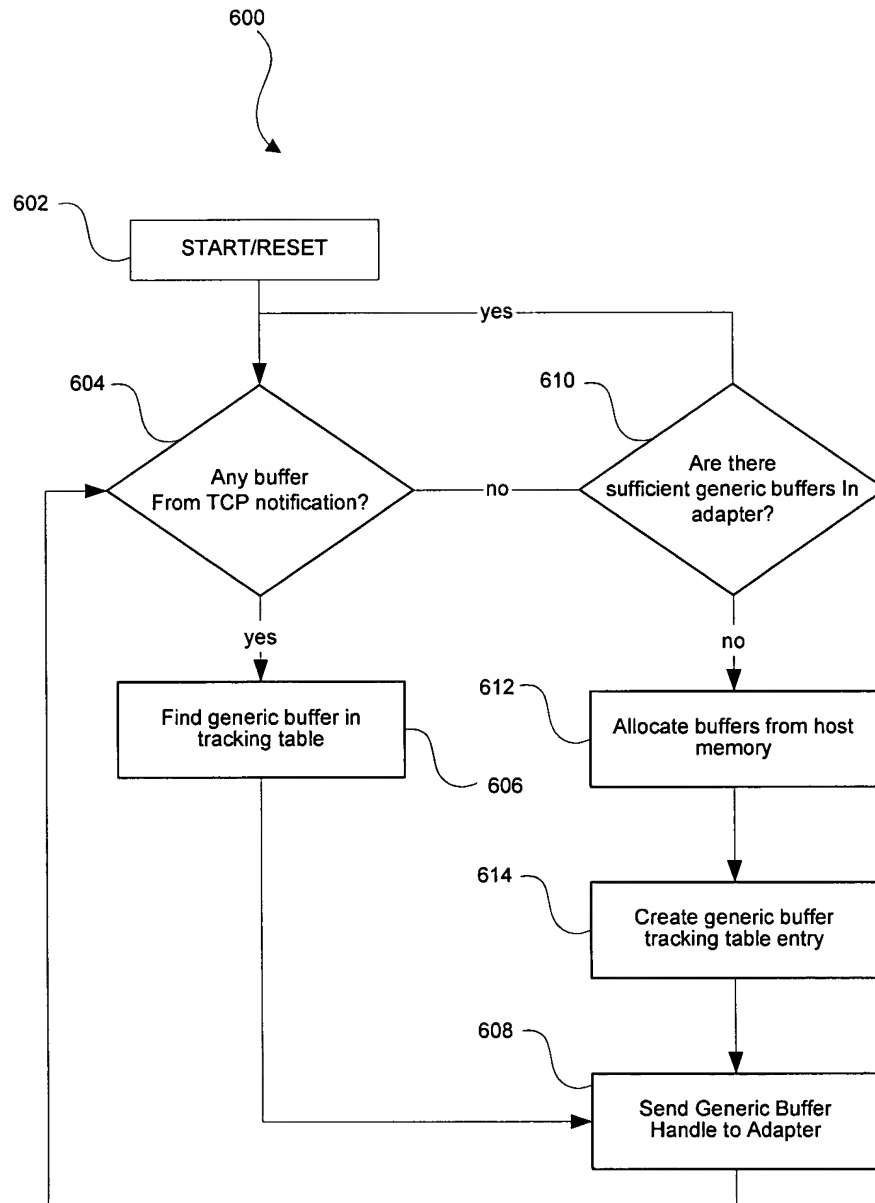 600
602
START/RESET
yes
604
610
Any buffer
From TCP notification?
no
Are there
sufficient generic buffers In
adapter?
yes
no
612
Find generic buffer in
tracking table
Allocate buffers from host
memory
606
614
Create generic buffer
tracking table entry
608
Send Generic Buffer
Handle to Adapter